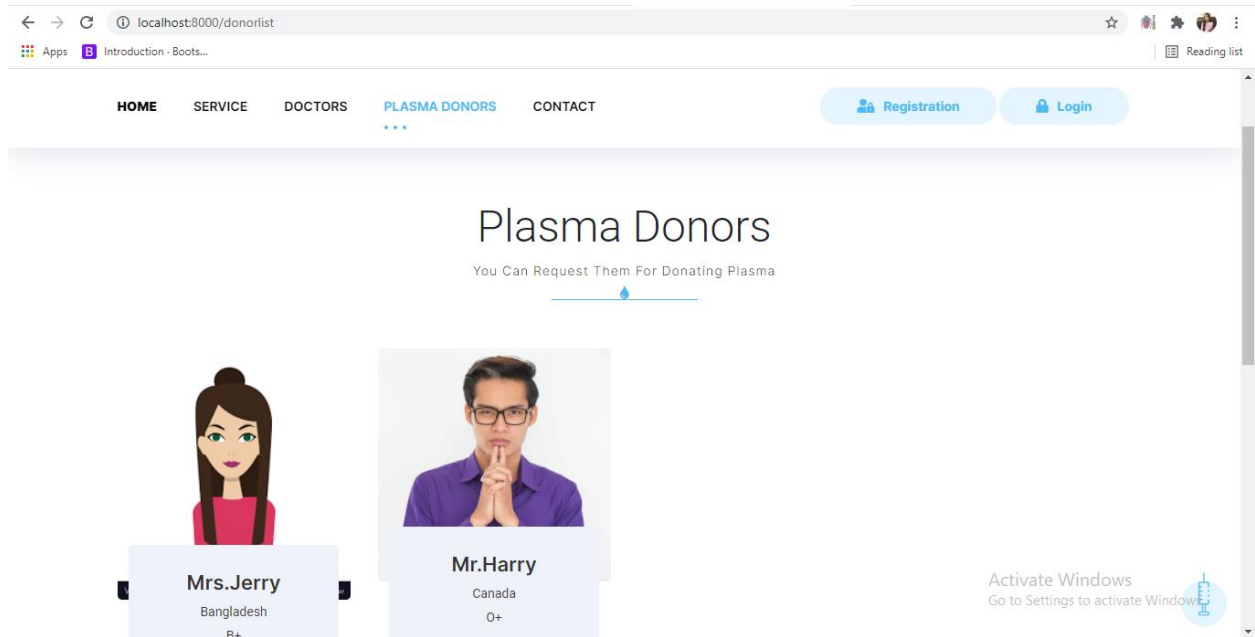 localhost:8000/donorlist
Apps B Introduction · Boots... Reading list
HOME SERVICE DOCTORS PLASMA DONORS CONTACT Registration Login
Plasma Donors
You Can Request Them For Donating Plasma
Mrs.Jerry
Bangladesh
B+
Mr.Harry
Canada
O+
Activate Windows
Go to Settings to activate Windows.